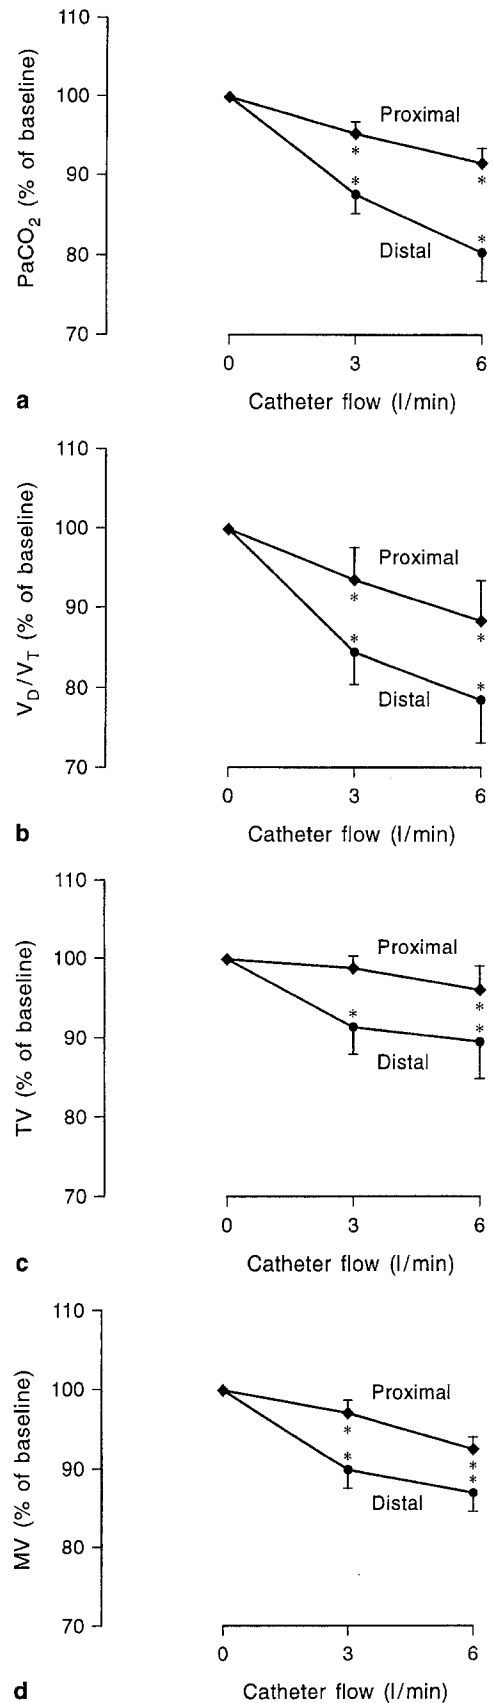 110
100
90
80
70
PaCO2 (% of baseline)
Proximal
*
*
*
*
Distal
0 3 6
Catheter flow (l/min)
a
110
100
90
80
70
VD/VT (% of baseline)
Proximal
*
*
*
*
Distal
0 3 6
Catheter flow (l/min)
b
110
100
90
80
70
TV (% of baseline)
Proximal
*
*
*
Distal
0 3 6
Catheter flow (l/min)
c
110
100
90
80
70
MV (% of baseline)
Proximal
*
*
*
*
Distal
0 3 6
Catheter flow (l/min)
d